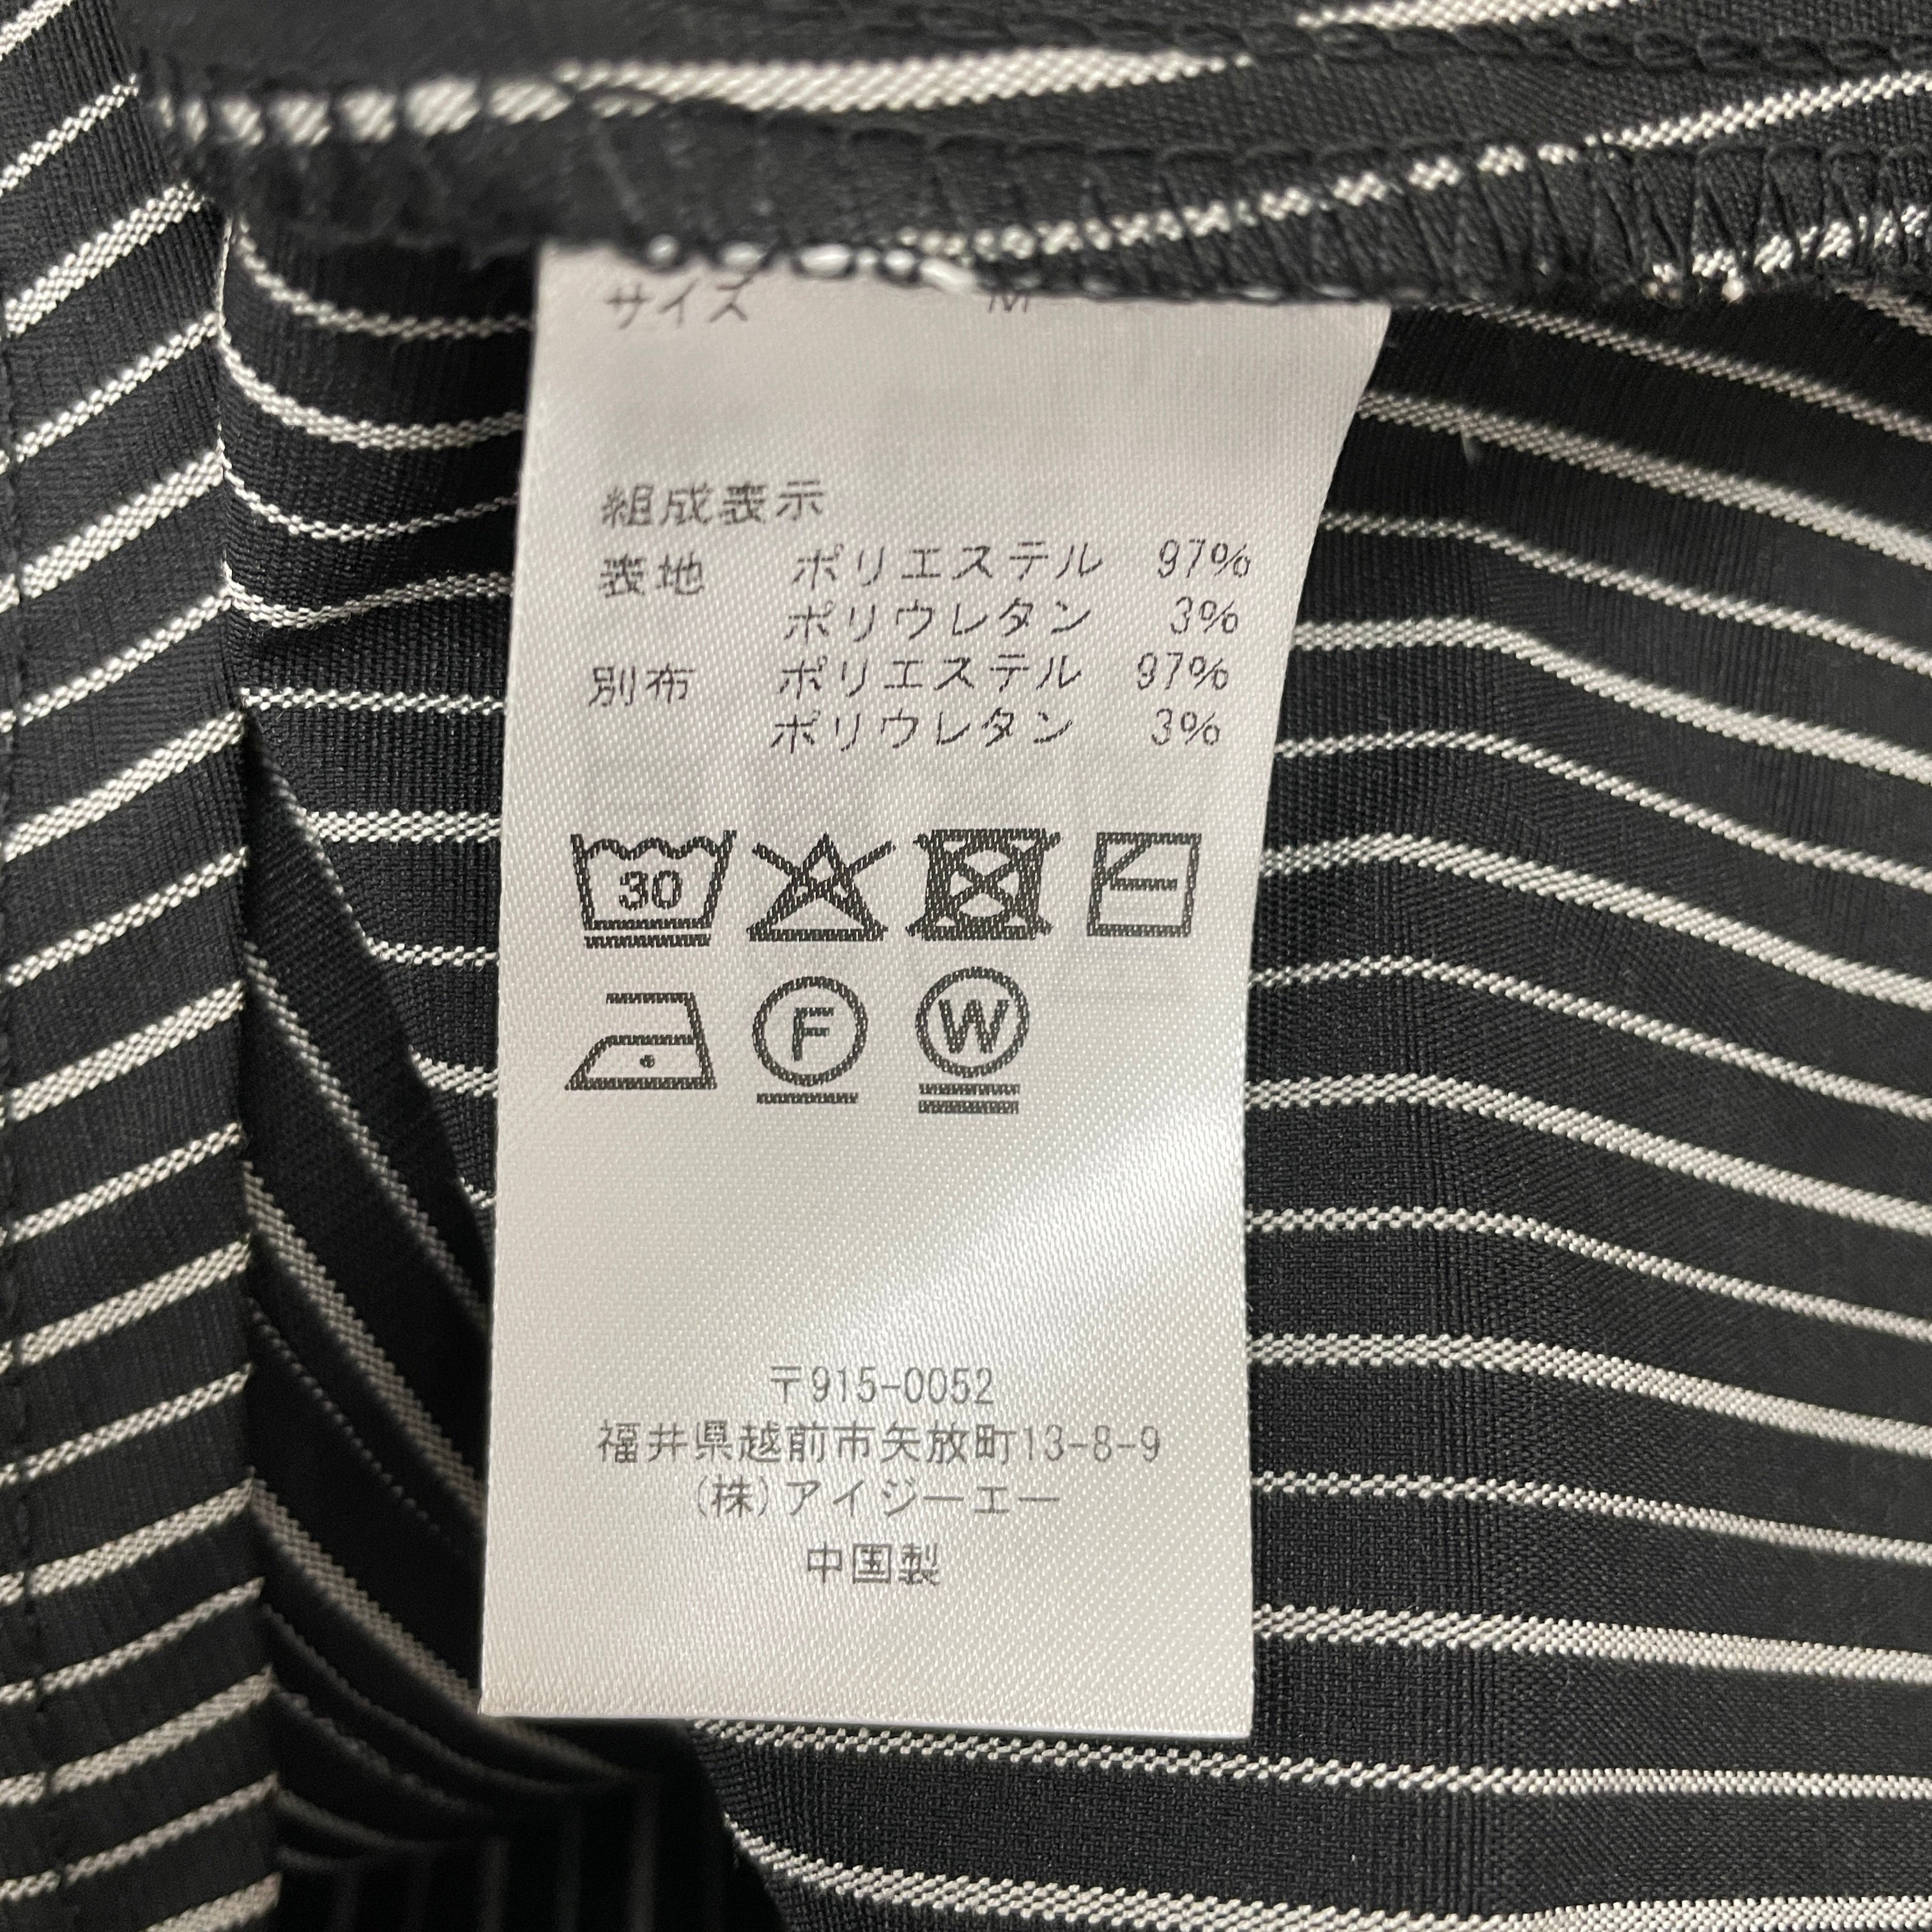 サイズ M
組成表示
表地 ポリエステル 97%
ポリウレタン 3%
別布 ポリエステル 97%
ポリウレタン 3%
30
F W
〒915-0052
福井県越前市矢放町13-8-9
(株)アイジーエー
中国製